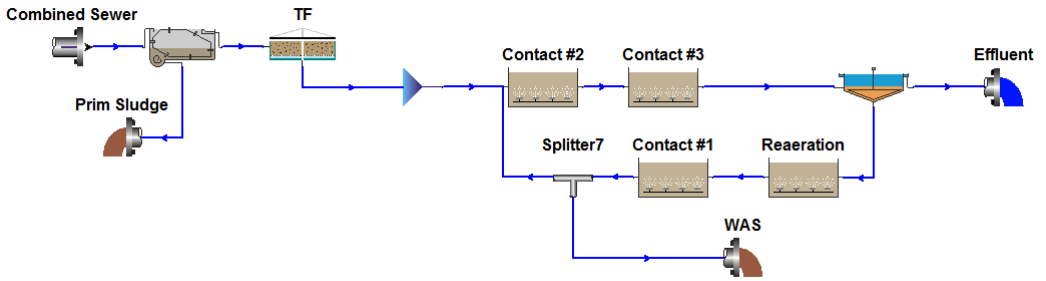 Combined Sewer
TF
Contact #2
Contact #3
Effluent
Prim Sludge
Splitter7
Contact #1
Reaeration
WAS